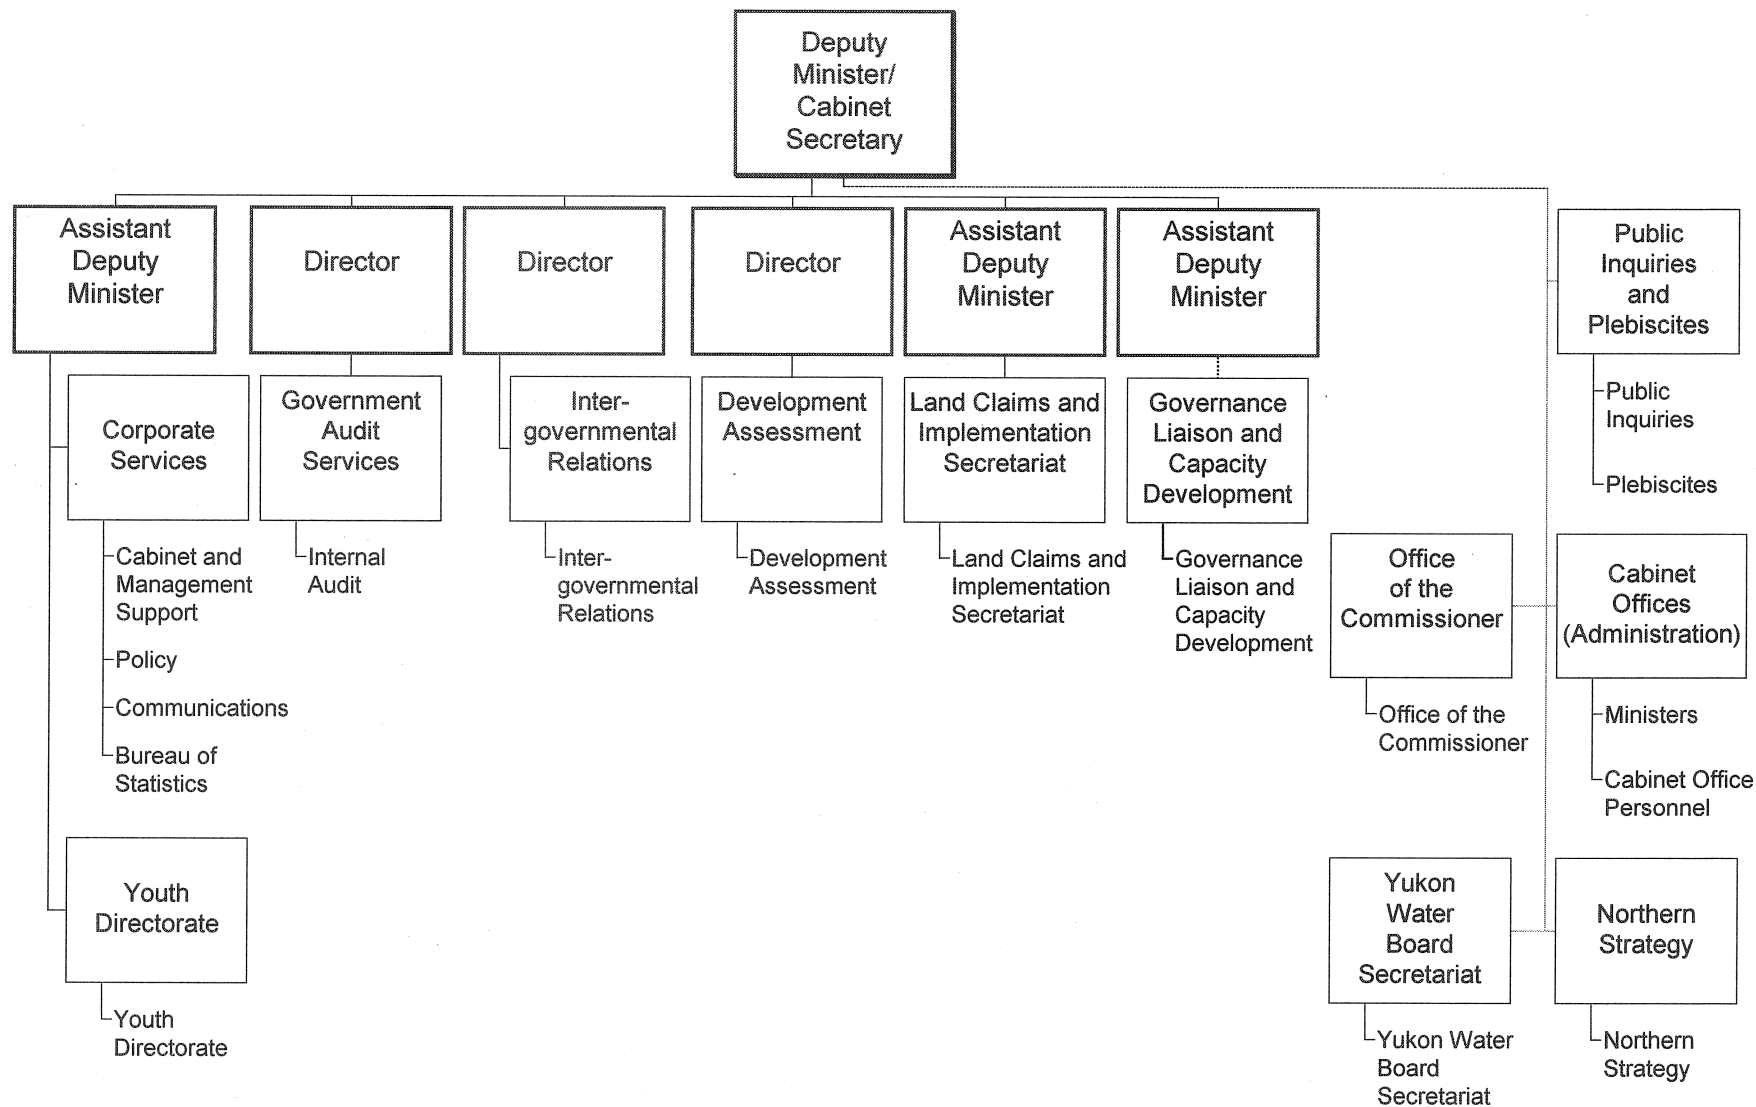 Deputy
Minister/
Cabinet
Secretary
Assistant
Deputy
Minister
Director
Director
Director
Assistant
Deputy
Minister
Assistant
Deputy
Minister
Public
Inquiries
and
Plebiscites
Corporate
Services
Government
Audit
Services
Inter-
governmental
Relations
Development
Assessment
Land Claims and
Implementation
Secretariat
Governance
Liaison and
Capacity
Development
Public
Inquiries
Plebiscites
Cabinet and
Management
Support
Policy
Communications
Bureau of
Statistics
Internal
Audit
Inter-
governmental
Relations
Development
Assessment
Land Claims and
Implementation
Secretariat
Governance
Liaison and
Capacity
Development
Office
of the
Commissioner
Cabinet
Offices
(Administration)
Office of the
Commissioner
Ministers
Cabinet Office
Personnel
Youth
Directorate
Youth
Directorate
Yukon
Water
Board
Secretariat
Northern
Strategy
Yukon Water
Board
Secretariat
Northern
Strategy